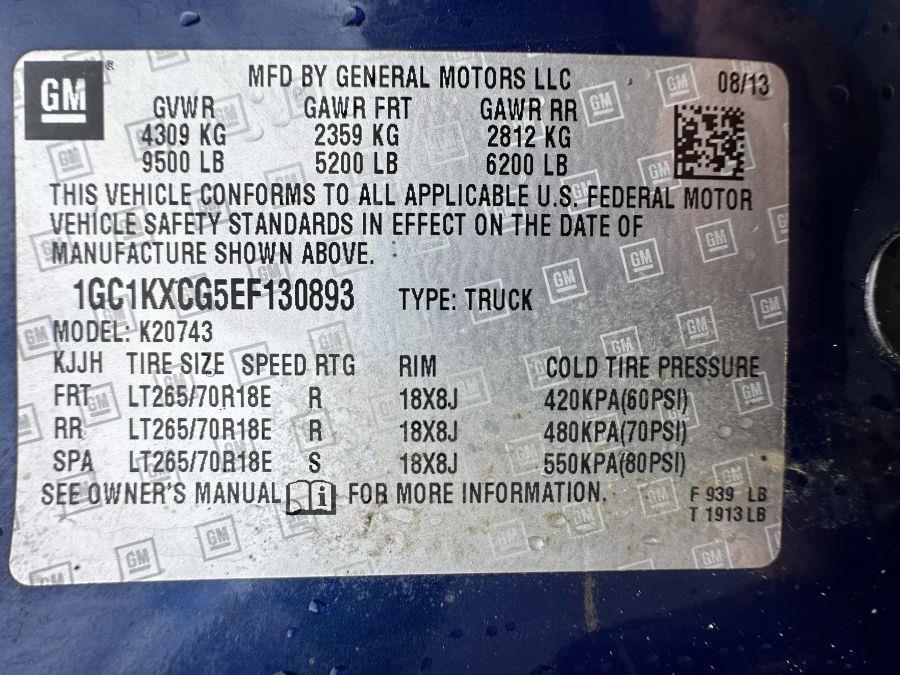 GM ® MFD BY GENERAL MOTORS LLC 08/13
GVWR GAWR FRT GAWR RR
4309 KG 2359 KG 2812 KG
9500 LB 5200 LB 6200 LB
THIS VEHICLE CONFORMS TO ALL APPLICABLE U.S. FEDERAL MOTOR
VEHICLE SAFETY STANDARDS IN EFFECT ON THE DATE OF
MANUFACTURE SHOWN ABOVE.
1GC1KXCG5EF130893 TYPE: TRUCK
MODEL: K20743
KJJH TIRE SIZE SPEED RTG RIM COLD TIRE PRESSURE
FRT LT265/70R18E R 18X8J 420KPA(60PSI)
RR LT265/70R18E R 18X8J 480KPA(70PSI)
SPA LT265/70R18E S 18X8J 550KPA(80PSI)
SEE OWNER'S MANUAL FOR MORE INFORMATION.
F 939 LB
T 1913 LB